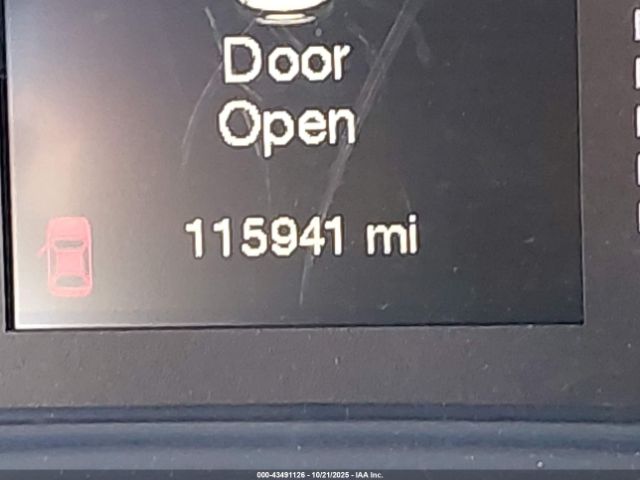 Door
Open
115941 mi
000-43491126 - 10/21/2025 - IAA Inc.